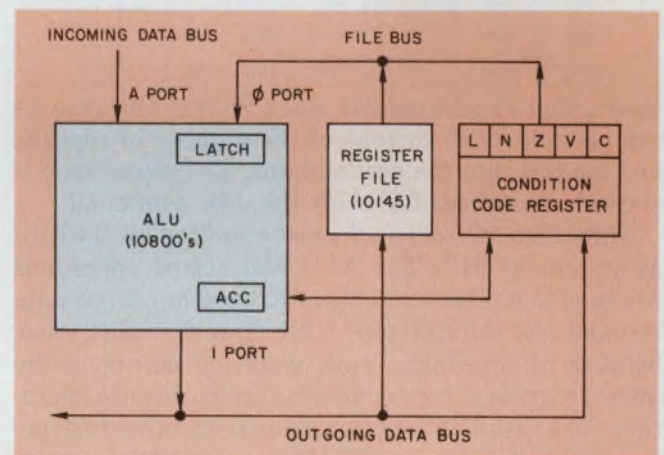 INCOMING DATA BUS
FILE BUS
A PORT
ϕ PORT
LATCH
L N Z V C
REGISTER
FILE
(10145)
CONDITION
CODE REGISTER
ALU
(10800's)
ACC
I PORT
OUTGOING DATA BUS